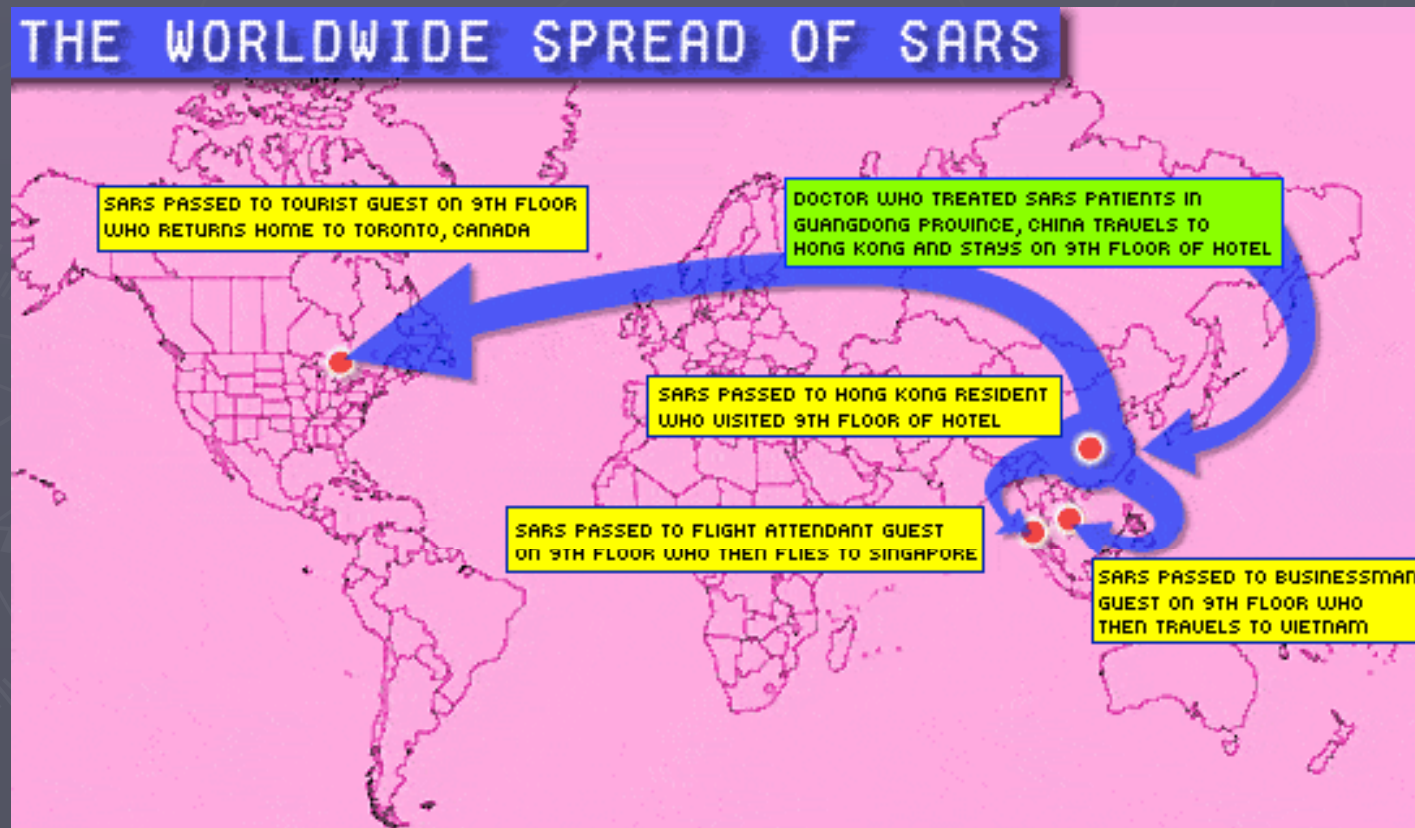 THE WORLDWIDE SPREAD OF SARS
SARS PASSED TO TOURIST GUEST ON 9TH FLOOR
WHO RETURNS HOME TO TORONTO, CANADA
DOCTOR WHO TREATED SARS PATIENTS IN
GUANGDONG PROVINCE, CHINA TRAVELS TO
HONG KONG AND STAYS ON 9TH FLOOR OF HOTEL
SARS PASSED TO HONG KONG RESIDENT
WHO VISITED 9TH FLOOR OF HOTEL
SARS PASSED TO FLIGHT ATTENDANT GUEST
ON 9TH FLOOR WHO THEN FLIES TO SINGAPORE
SARS PASSED TO BUSINESSMAN
GUEST ON 9TH FLOOR WHO
THEN TRAVELS TO VIETNAM